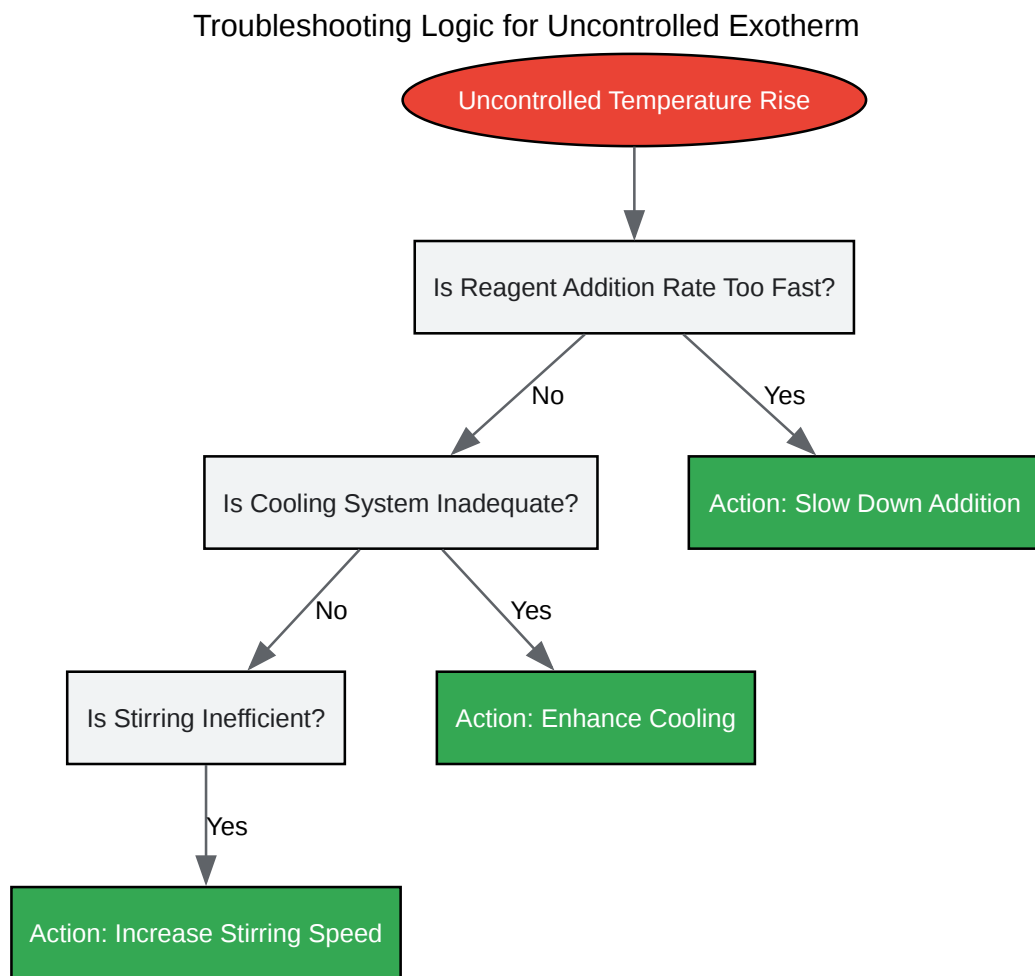 Troubleshooting Logic for Uncontrolled Exotherm
Uncontrolled Temperature Rise
Is Reagent Addition Rate Too Fast?
No
Yes
Is Cooling System Inadequate?
Action: Slow Down Addition
No
Yes
Is Stirring Inefficient?
Action: Enhance Cooling
Yes
Action: Increase Stirring Speed